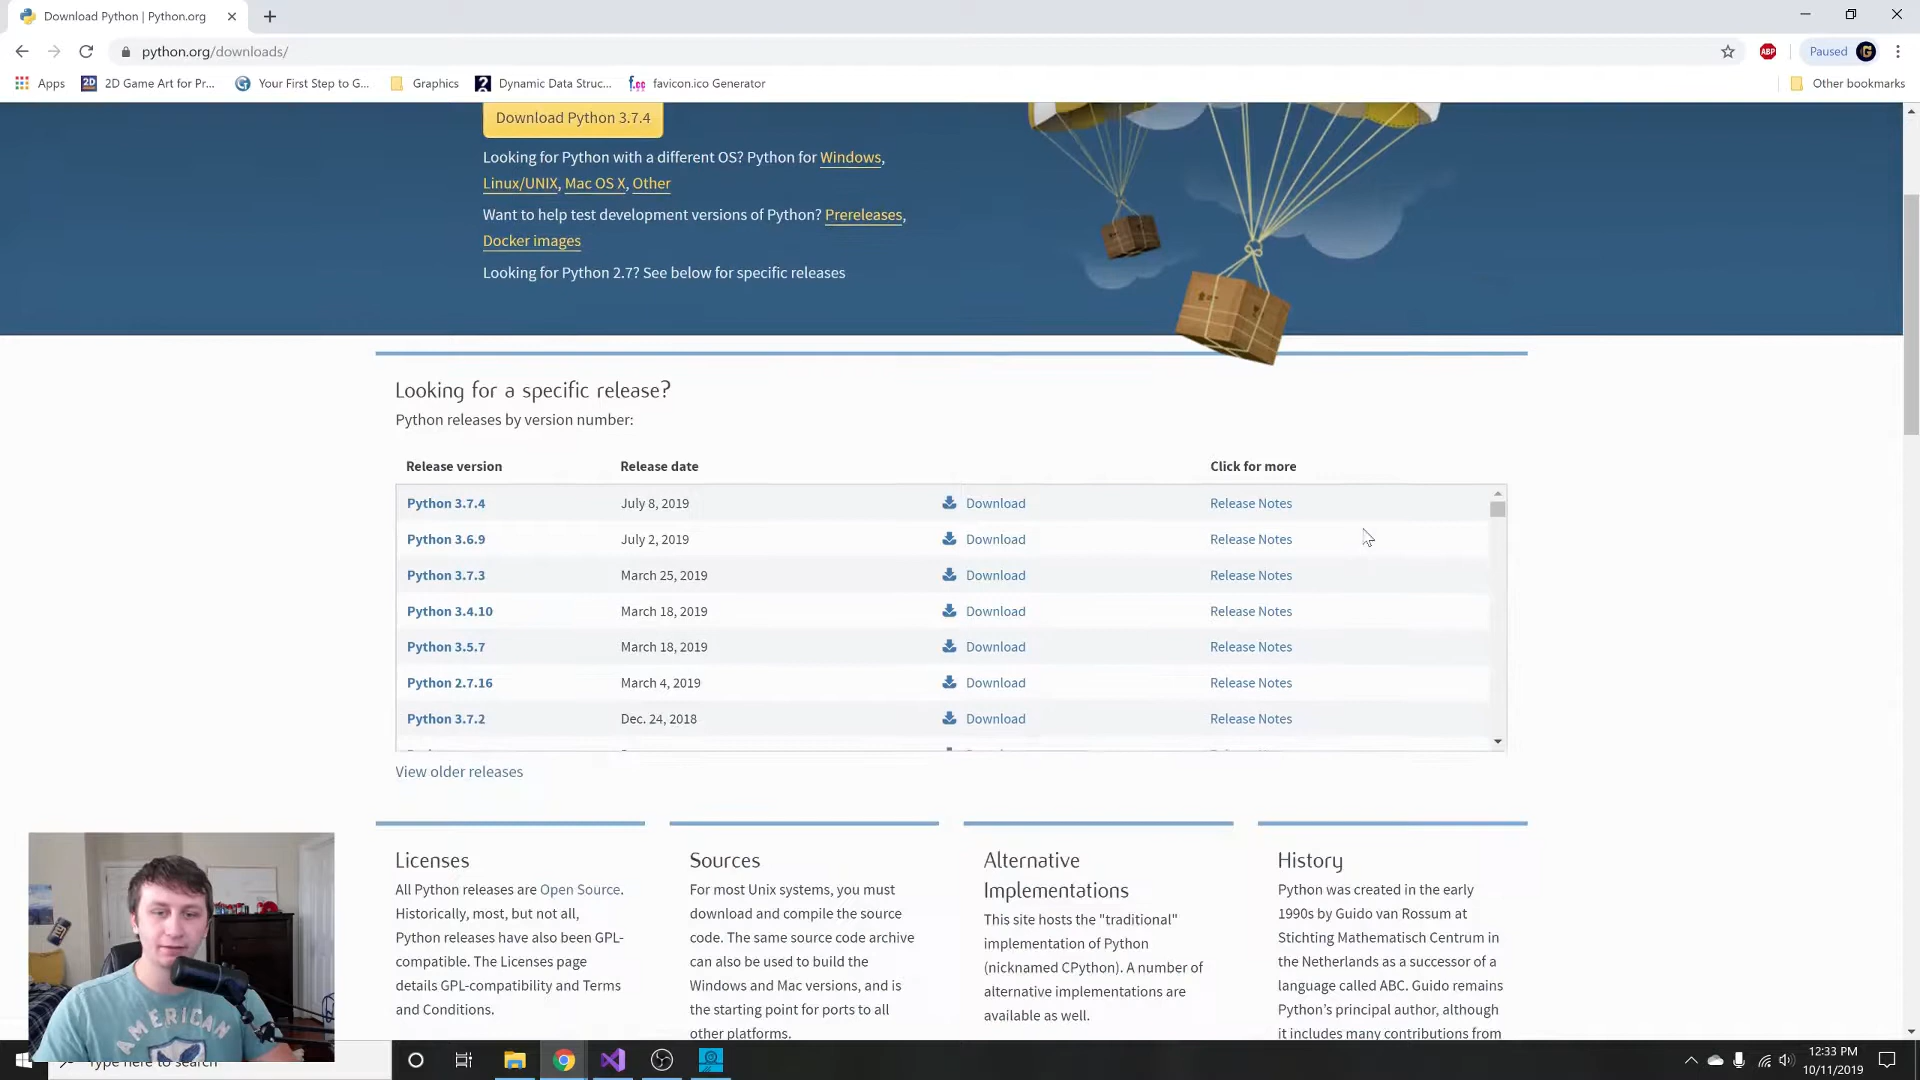 Download Python | Python.org
python.org/downloads/
Paused
Apps
2D Game Art for Pr...
Your First Step to G...
Graphics
Dynamic Data Struc...
favicon.ico Generator
Other bookmarks
Download Python 3.7.4
Looking for Python with a different OS? Python for Windows,
Linux/UNIX, Mac OS X, Other
Want to help test development versions of Python? Prereleases,
Docker images
Looking for Python 2.7? See below for specific releases
Looking for a specific release?
Python releases by version number:
Release version Release date Click for more
Python 3.7.4 July 8, 2019 Download Release Notes
Python 3.6.9 July 2, 2019 Download Release Notes
Python 3.7.3 March 25, 2019 Download Release Notes
Python 3.4.10 March 18, 2019 Download Release Notes
Python 3.5.7 March 18, 2019 Download Release Notes
Python 2.7.16 March 4, 2019 Download Release Notes
Python 3.7.2 Dec. 24, 2018 Download Release Notes
View older releases
Licenses
All Python releases are Open Source.
Historically, most, but not all,
Python releases have also been GPL-
compatible. The Licenses page
details GPL-compatibility and Terms
and Conditions.
Sources
For most Unix systems, you must
download and compile the source
code. The same source code archive
can also be used to build the
Windows and Mac versions, and is
the starting point for ports to all
other platforms.
Alternative
Implementations
This site hosts the "traditional"
implementation of Python
(nicknamed CPython). A number of
alternative implementations are
available as well.
History
Python was created in the early
1990s by Guido van Rossum at
Stichting Mathematisch Centrum in
the Netherlands as a successor of a
language called ABC. Guido remains
Python's principal author, although
it includes many contributions from
AMERICAN
Type here to search
12:33 PM
10/11/2019